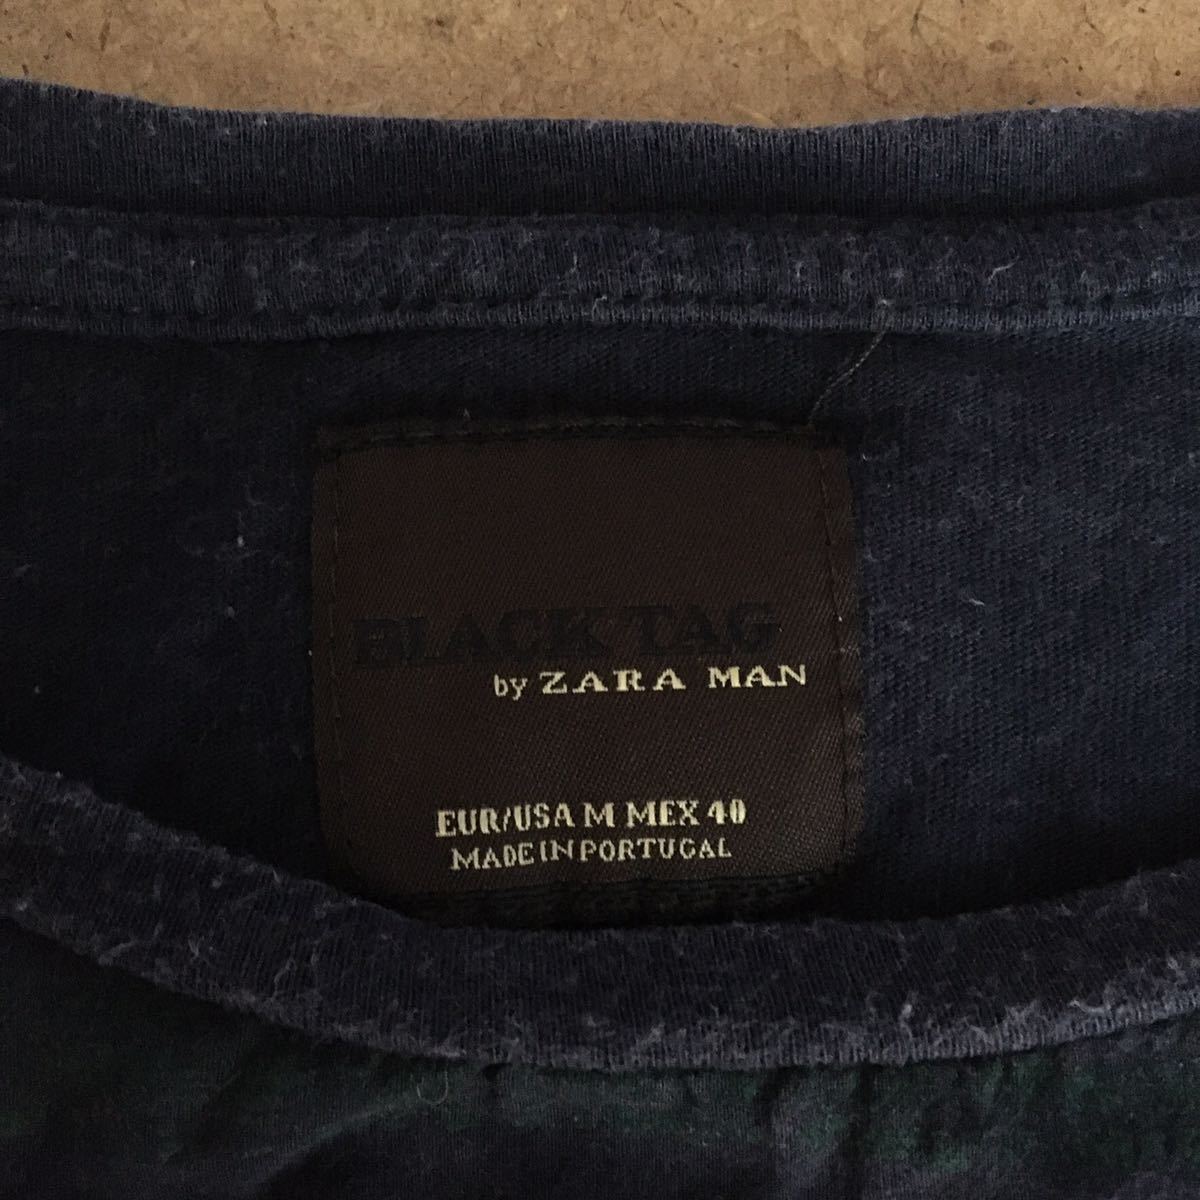 BLACK TAG
by ZARA MAN
EUR/USA M MEX 40
MADE IN PORTUGAL